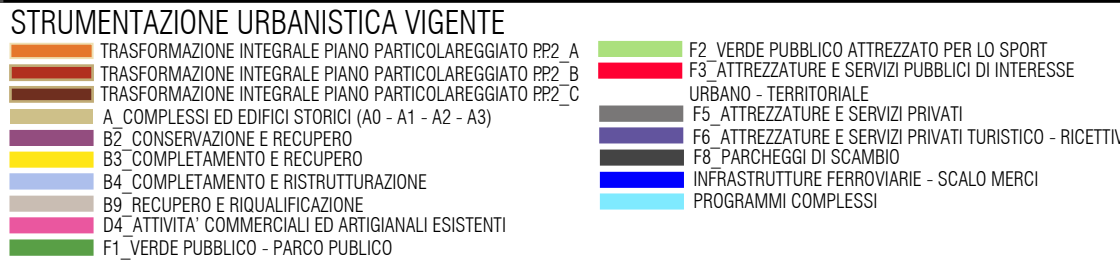 STRUMENTAZIONE URBANISTICA VIGENTE
TRASFORMAZIONE INTEGRALE PIANO PARTICOLAREGGIATO P.P.2_A
TRASFORMAZIONE INTEGRALE PIANO PARTICOLAREGGIATO P.P.2_B
TRASFORMAZIONE INTEGRALE PIANO PARTICOLAREGGIATO P.P.2_C
A_COMPLESSI ED EDIFICI STORICI (A0 - A1 - A2 - A3)
B2_CONSERVAZIONE E RECUPERO
B3_COMPLETAMENTO E RECUPERO
B4_COMPLETAMENTO E RISTRUTTURAZIONE
B9_RECUPERO E RIQUALIFICAZIONE
D4_ATTIVITA' COMMERCIALI ED ARTIGIANALI ESISTENTI
F1_VERDE PUBBLICO - PARCO PUBLICO
F2_VERDE PUBBLICO ATTREZZATO PER LO SPORT
F3_ATTREZZATURE E SERVIZI PUBBLICI DI INTERESSE
URBANO - TERRITORIALE
F5_ATTREZZATURE E SERVIZI PRIVATI
F6_ATTREZZATURE E SERVIZI PRIVATI TURISTICO - RICETTIV
F8_PARCHEGGI DI SCAMBIO
INFRASTRUTTURE FERROVIARIE - SCALO MERCI
PROGRAMMI COMPLESSI